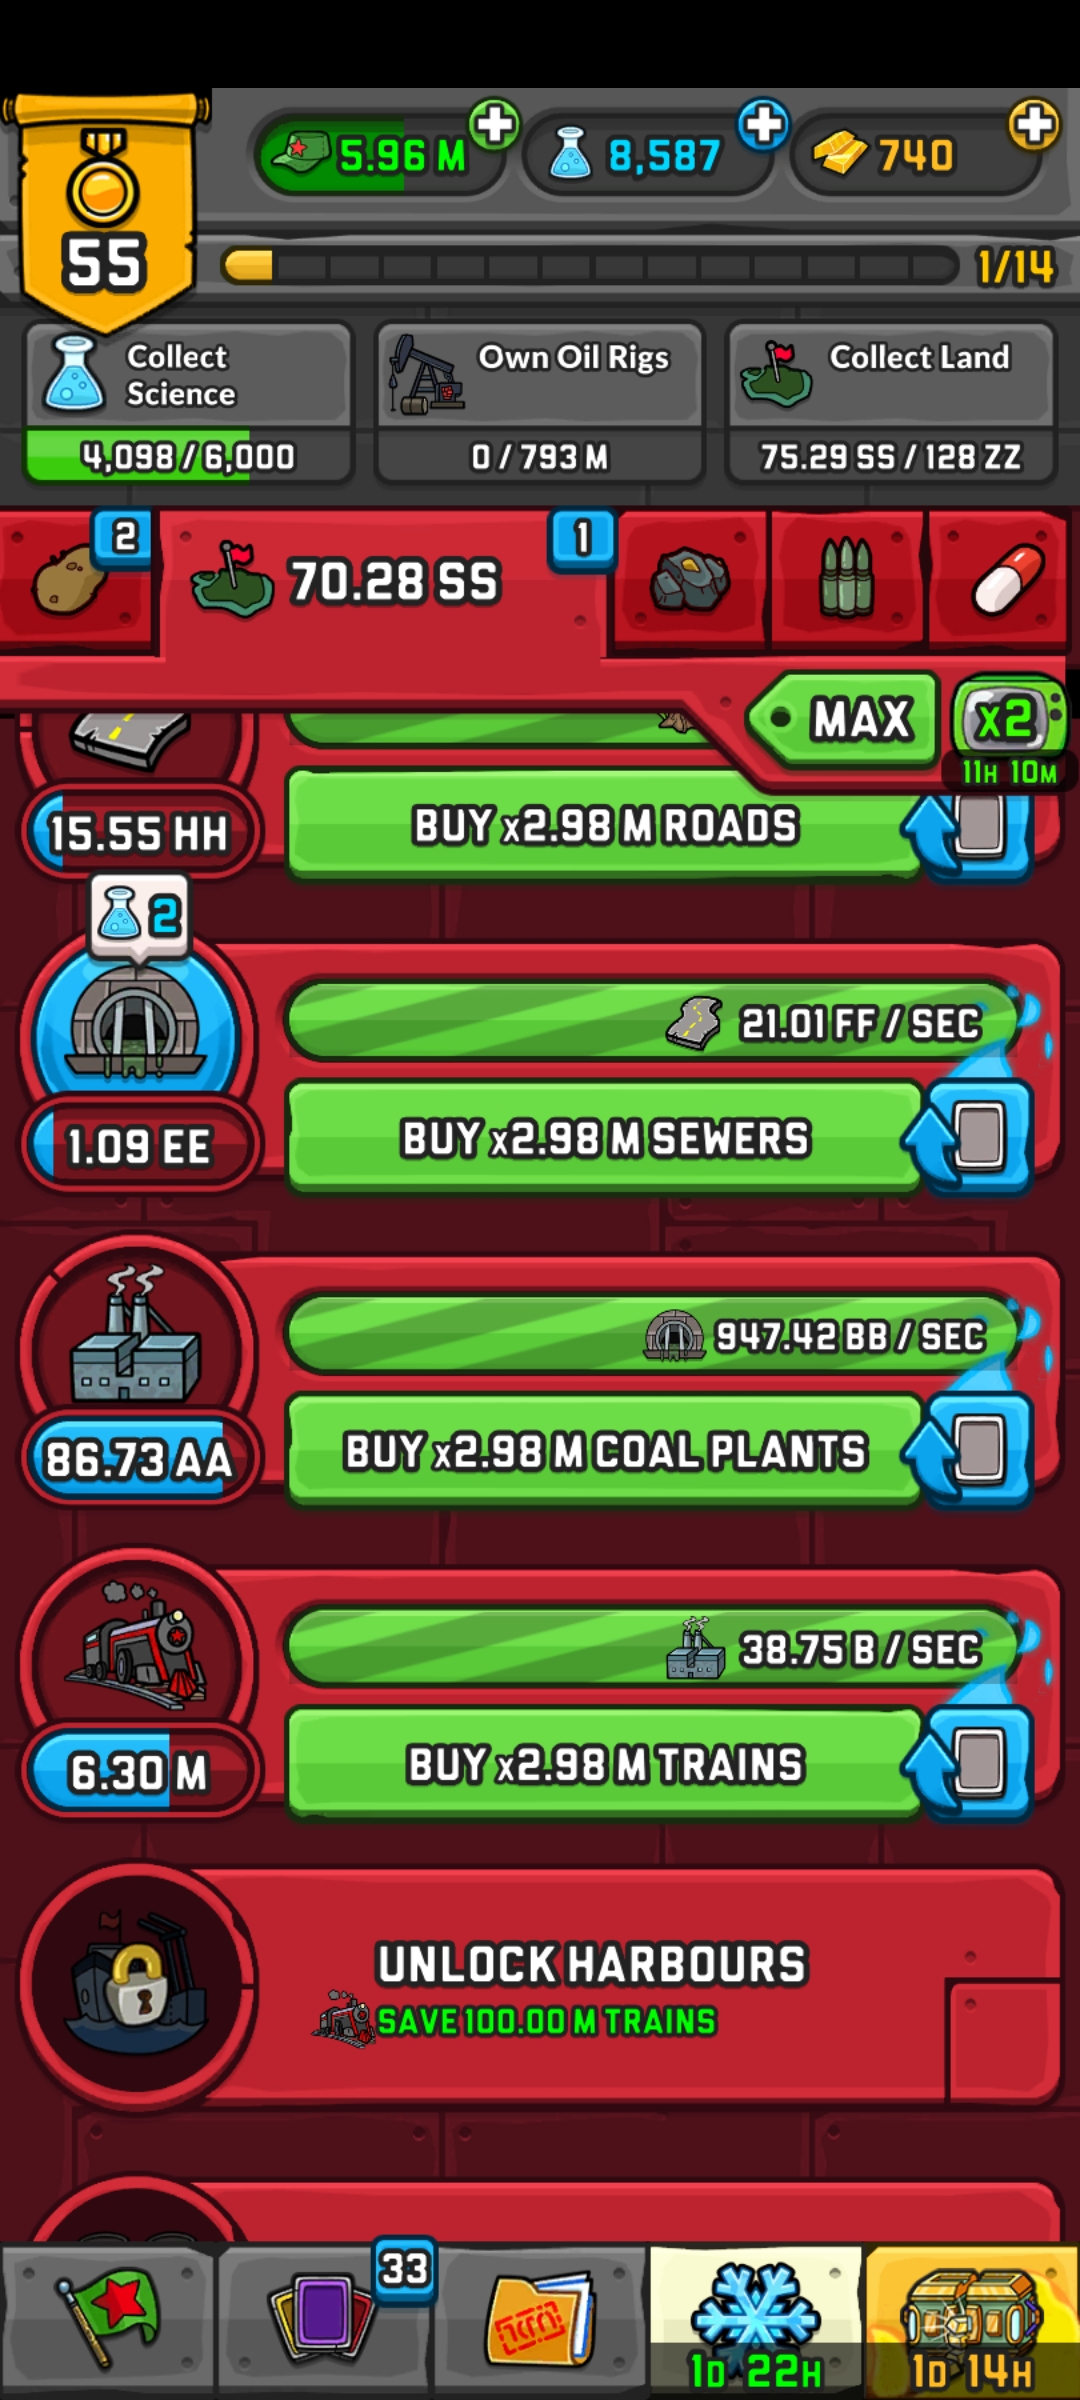 5.96 M
8,587
740
55
1/14
Collect
Science
4,098/6,000
Own Oil Rigs
0/793 M
Collect Land
75.29 SS/128 ZZ
2
70.28 SS
1
MAX
x2
11H 10M
15.55 HH
BUY x2.98 M ROADS
2
21.01 FF/SEC
1.09 EE
BUY x2.98 M SEWERS
947.42 BB/SEC
86.73 AA
BUY x2.98 M COAL PLANTS
38.75 B/SEC
6.30 M
BUY x2.98 M TRAINS
UNLOCK HARBOURS
SAVE 100.00 M TRAINS
33
1D 22H
1D 14H